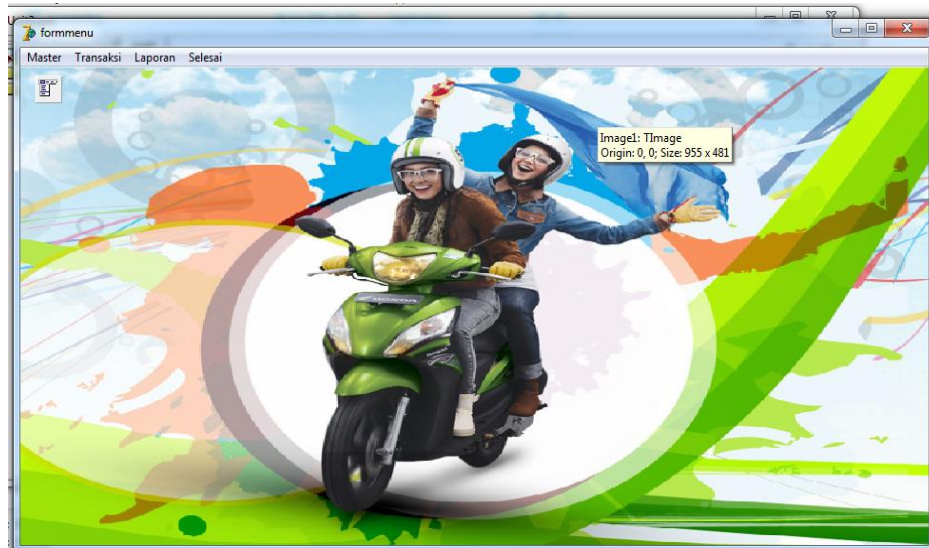 formmenu
Master Transaksi Laporan Selesai
Image1: TImage
Origin: 0, 0; Size: 955 x 481
HONDA